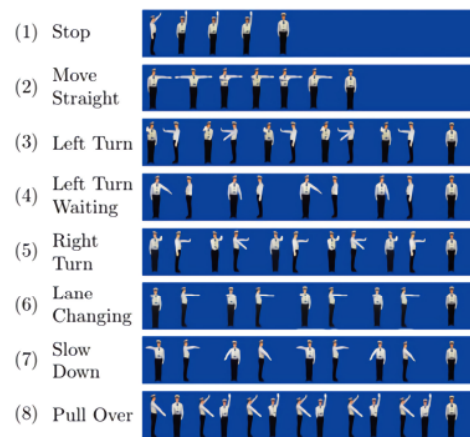 (1) Stop
(2) Move
Straight
(3) Left Turn
(4) Left Turn
Waiting
(5) Right
Turn
(6) Lane
Changing
(7) Slow
Down
(8) Pull Over